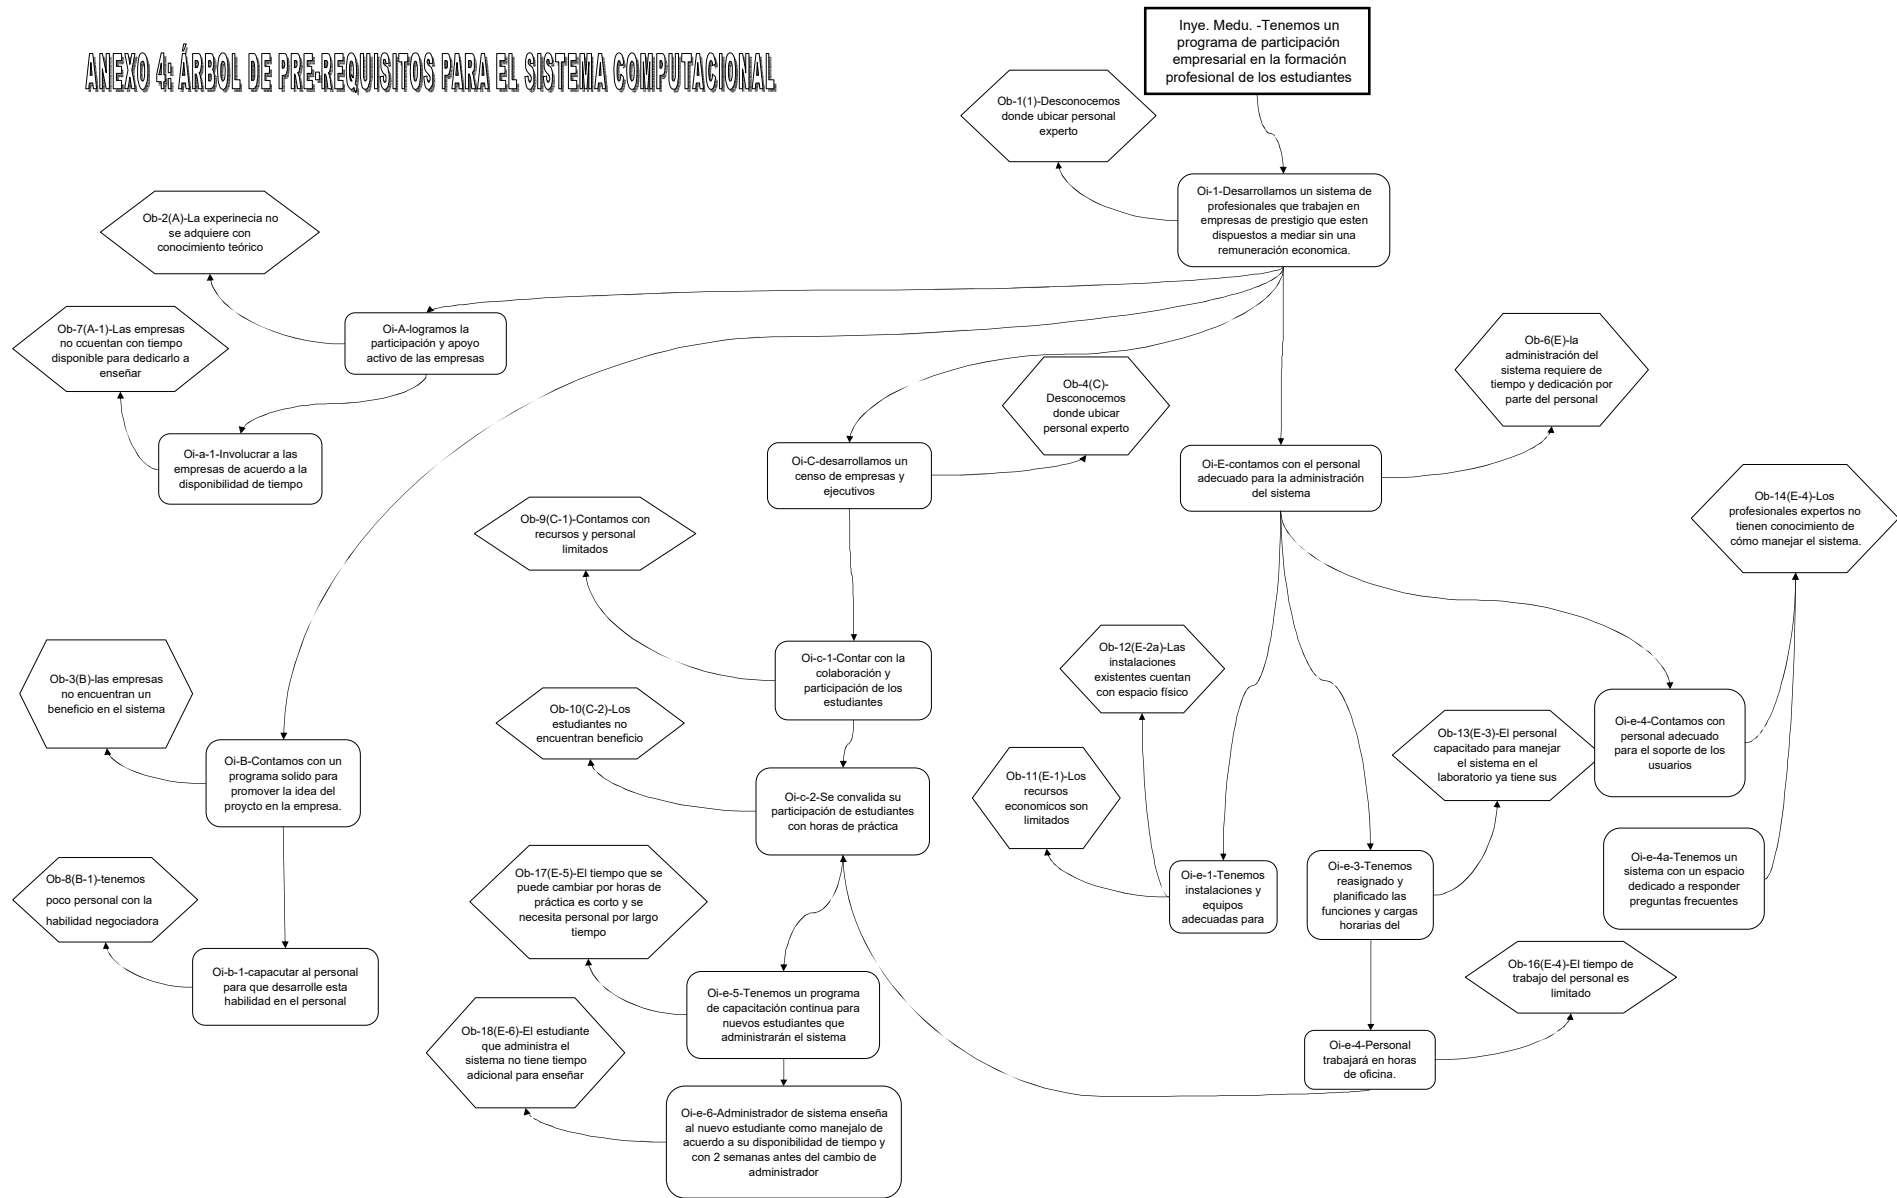 Inye. Medu. -Tenemos un
programa de participación
empresarial en la formación
profesional de los estudiantes
ANEXO 4: ÁRBOL DE PRE-REQUISITOS PARA EL SISTEMA COMPUTACIONAL
Ob-1(1)-Desconocemos
donde ubicar personal
experto
Oi-1-Desarrollamos un sistema de
profesionales que trabajen en
empresas de prestigio que esten
dispuestos a mediar sin una
remuneración economica.
Ob-2(A)-La experinecia no
se adquiere con
conocimiento teórico
Ob-7(A-1)-Las empresas
no ccuentan con tiempo
disponible para dedicarlo a
enseñar
Oi-A-logramos la
participación y apoyo
activo de las empresas
Oi-a-1-Involucrar a las
empresas de acuerdo a la
disponibilidad de tiempo
Ob-4(C)-
Desconocemos
donde ubicar
personal experto
Ob-6(E)-la
administración del
sistema requiere de
tiempo y dedicación por
parte del personal
Oi-C-desarrollamos un
censo de empresas y
ejecutivos
Oi-E-contamos con el personal
adecuado para la administración
del sistema
Ob-14(E-4)-Los
profesionales expertos no
tienen conocimiento de
cómo manejar el sistema.
Ob-9(C-1)-Contamos con
recursos y personal
limitados
Oi-c-1-Contar con la
colaboración y
participación de los
estudiantes
Ob-12(E-2a)-Las
instalaciones
existentes cuentan
con espacio físico
Ob-3(B)-las empresas
no encuentran un
beneficio en el sistema
Ob-10(C-2)-Los
estudiantes no
encuentran beneficio
Oi-e-4-Contamos con
personal adecuado
para el soporte de los
usuarios
Ob-13(E-3)-El personal
capacitado para manejar
el sistema en el
laboratorio ya tiene sus
Oi-B-Contamos con un
programa solido para
promover la idea del
proycto en la empresa.
Oi-c-2-Se convalida su
participación de estudiantes
con horas de práctica
Ob-11(E-1)-Los
recursos
economicos son
limitados
Ob-8(B-1)-tenemos
poco personal con la
habilidad negociadora
Ob-17(E-5)-El tiempo que se
puede cambiar por horas de
práctica es corto y se
necesita personal por largo
tiempo
Oi-e-1-Tenemos
instalaciones y
equipos
adecuadas para
Oi-e-3-Tenemos
reasignado y
planificado las
funciones y cargas
horarias del
Oi-e-4a-Tenemos un
sistema con un espacio
dedicado a responder
preguntas frecuentes
Oi-b-1-capacutar al personal
para que desarrolle esta
habilidad en el personal
Oi-e-5-Tenemos un programa
de capacitación continua para
nuevos estudiantes que
administrarán el sistema
Ob-16(E-4)-El tiempo de
trabajo del personal es
limitado
Ob-18(E-6)-El estudiante
que administra el
sistema no tiene tiempo
adicional para enseñar
Oi-e-4-Personal
trabajará en horas
de oficina.
Oi-e-6-Administrador de sistema enseña
al nuevo estudiante como manejalo de
acuerdo a su disponibilidad de tiempo y
con 2 semanas antes del cambio de
administrador